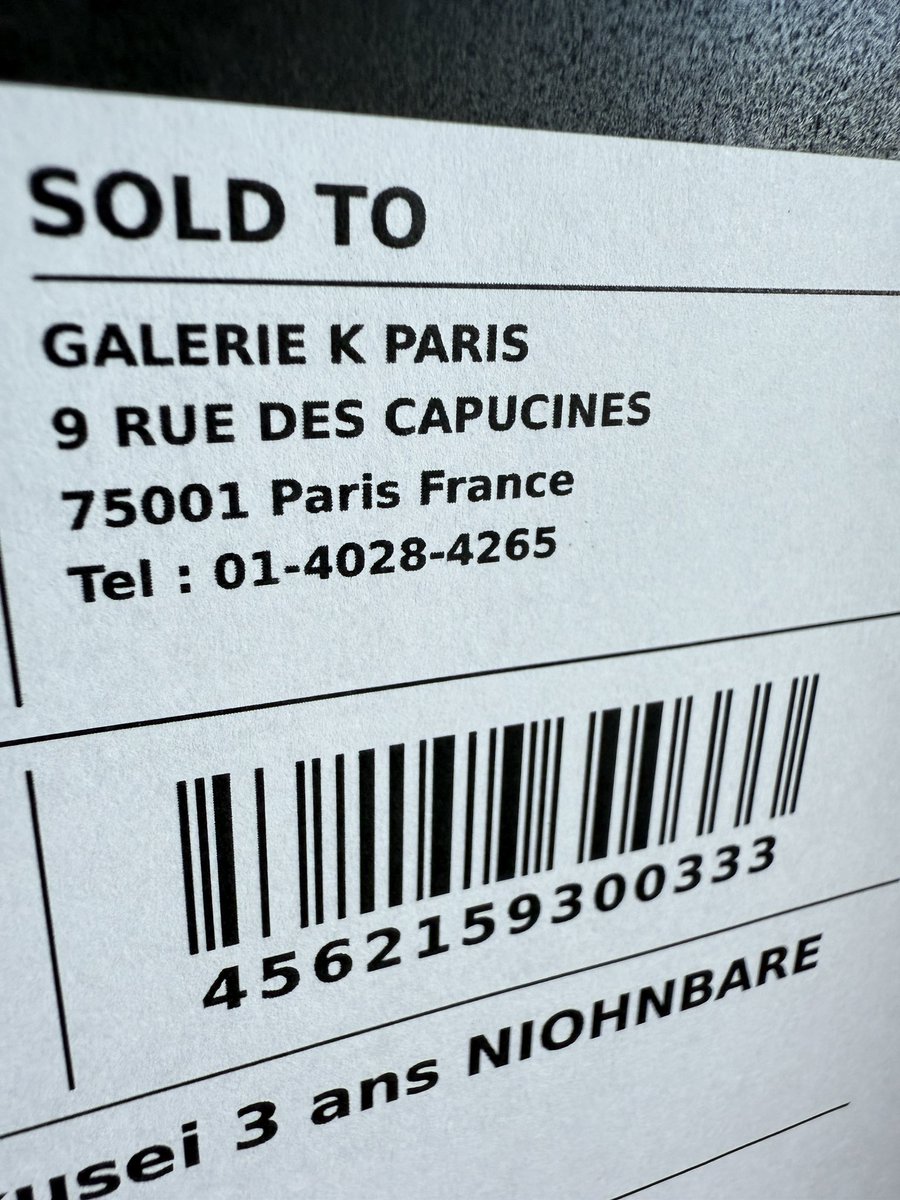 SOLD TO
GALERIE K PARIS
9 RUE DES CAPUCINES
75001 Paris France
Tel : 01-4028-4265
4562159300333
3 ans NIOHNBARE